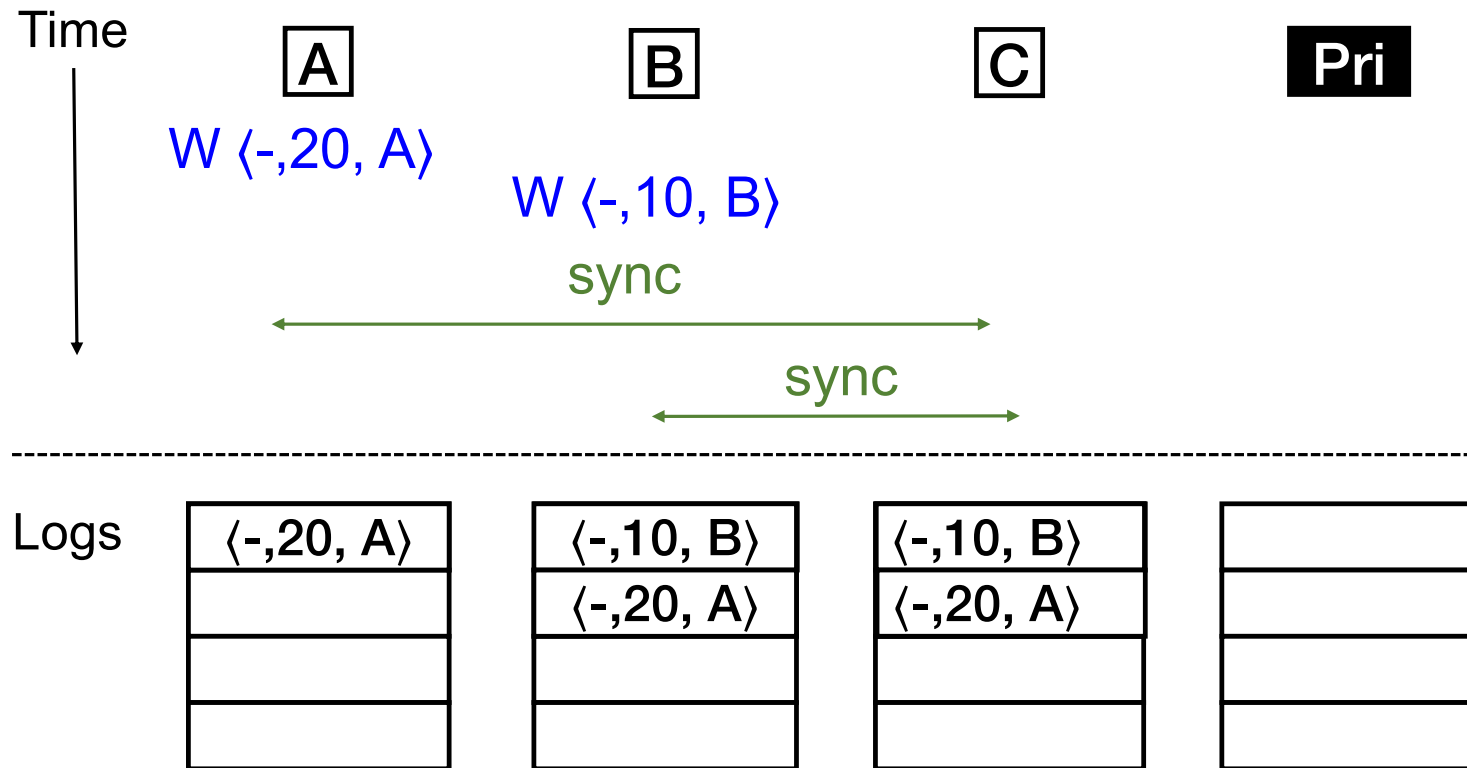 Time A B C Pri
W ⟨-,20, A⟩
W ⟨-,10, B⟩
sync
sync
Logs ⟨-,20, A⟩ ⟨-,10, B⟩ ⟨-,10, B⟩
⟨-,20, A⟩ ⟨-,20, A⟩